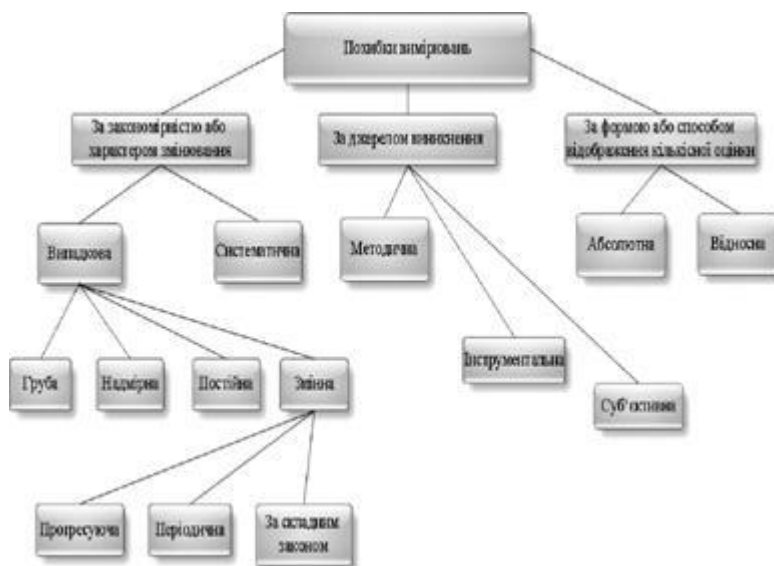 Похибки вимірювань
За закономірністю або
характером змінювання
За джерелом виникнення
За формою або способом
відображення кількісної оцінки
Випадкова
Систематична
Методична
Абсолютна
Відносна
Груба
Надмірна
Постійна
Змінна
Інструментальна
Суб'єктивна
Прогресуюча
Періодична
За складним
законом